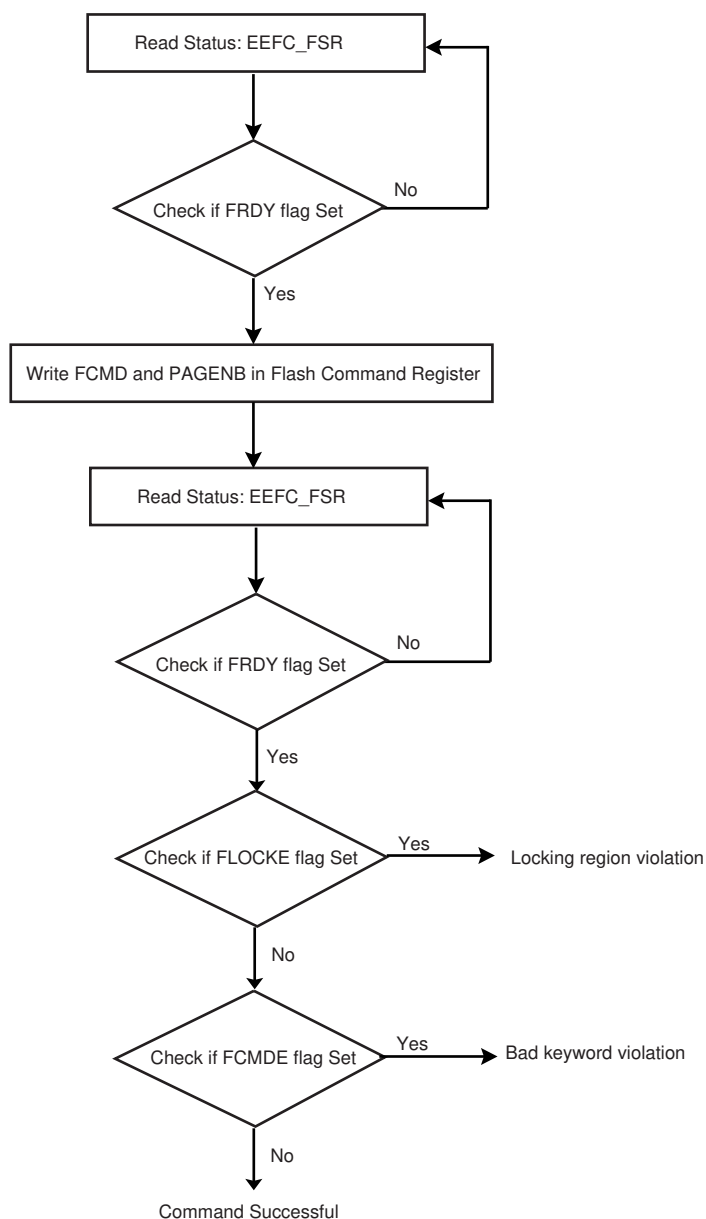 Read Status: EEFC_FSR
No
Check if FRDY flag Set
Yes
Write FCMD and PAGENB in Flash Command Register
Read Status: EEFC_FSR
No
Check if FRDY flag Set
Yes
Check if FLOCKE flag Set
Yes
Locking region violation
No
Check if FCMDE flag Set
Yes
Bad keyword violation
No
Command Successful